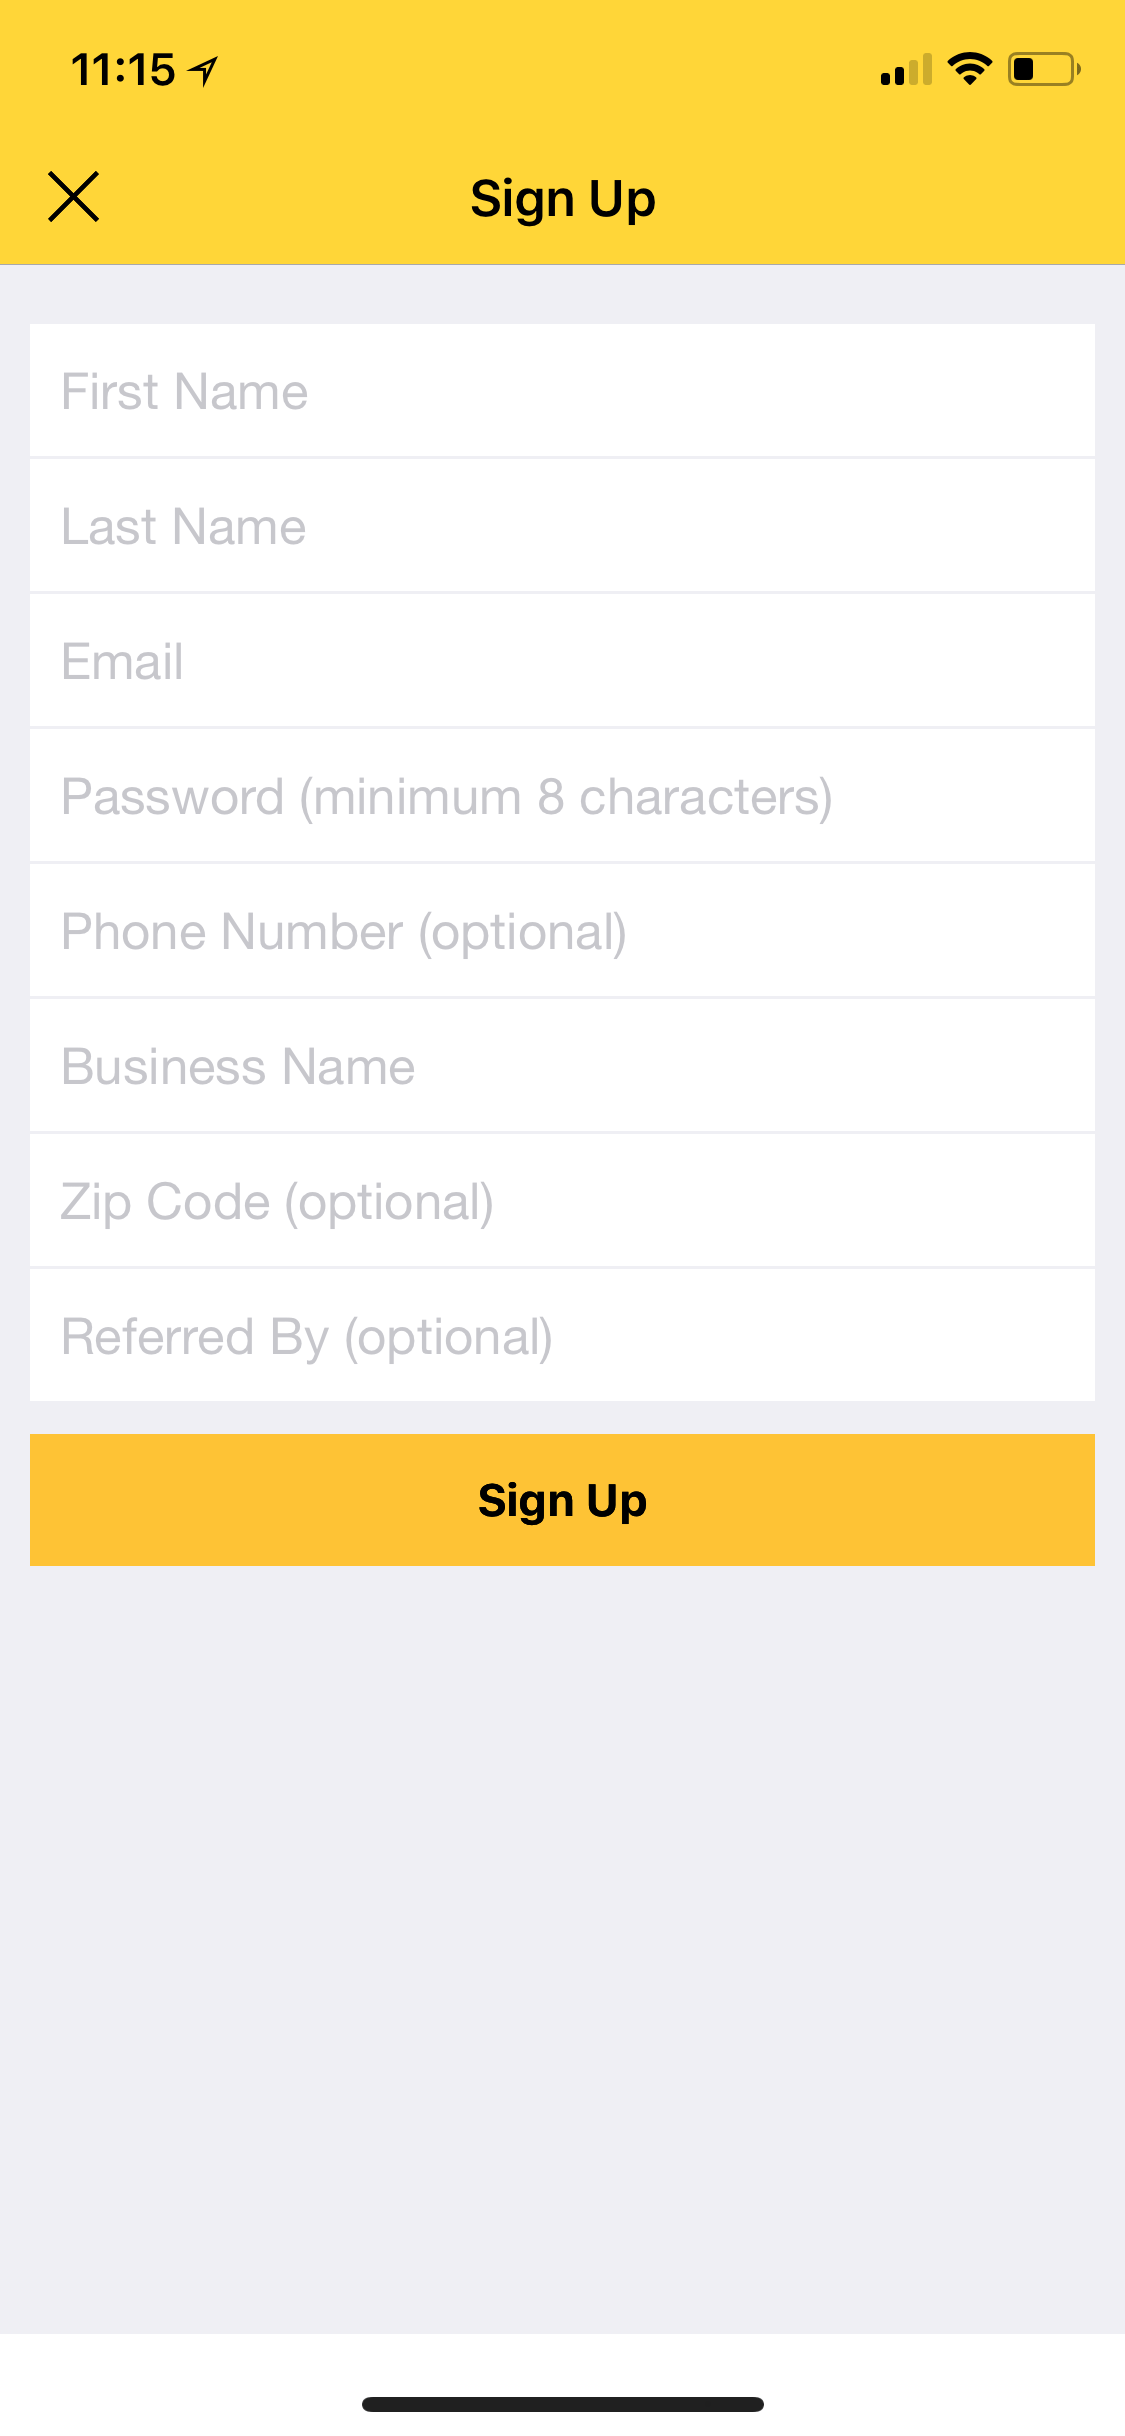 11:15
Sign Up
First Name
Last Name
Email
Password (minimum 8 characters)
Phone Number (optional)
Business Name
Zip Code (optional)
Referred By (optional)
Sign Up